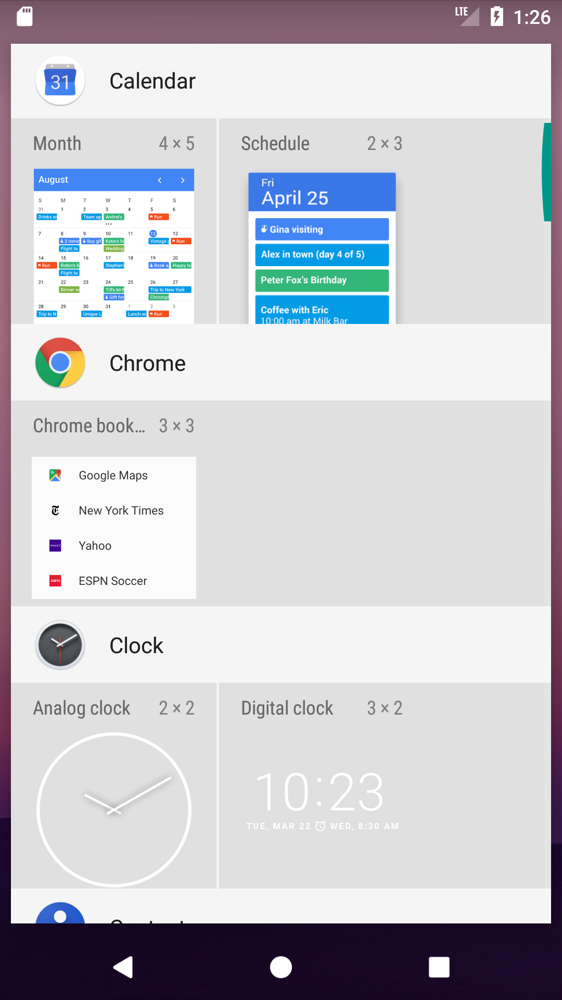 LTE 1:26
31 Calendar
Month 4 × 5 Schedule 2 × 3
August
S M T W T F S
31 1 2 3 4 5 6
Drinks wi Team up Andrei's Run
7 8 9 10 11 12 13
3 remin Buy gif Katie's bi Vintage c Run
Flight to Wedding
14 15 16 17 18 19 20
Run Robin's b Stephan's Book a Happy bi
Flight to
21 22 23 24 25 26 27
Dinner w Till's birth Trip to New York
Gift for Christoph
28 29 30 31 1 2 3
Trip to N Unique L Lunch wi Run
Fri
April 25
Gina visiting
Alex in town (day 4 of 5)
Peter Fox's Birthday
Coffee with Eric
10:00 am at Milk Bar
Chrome
Chrome book... 3 × 3
Google Maps
New York Times
Yahoo
ESPN Soccer
Clock
Analog clock 2 × 2 Digital clock 3 × 2
10:23
TUE, MAR 22 WED, 8:30 AM